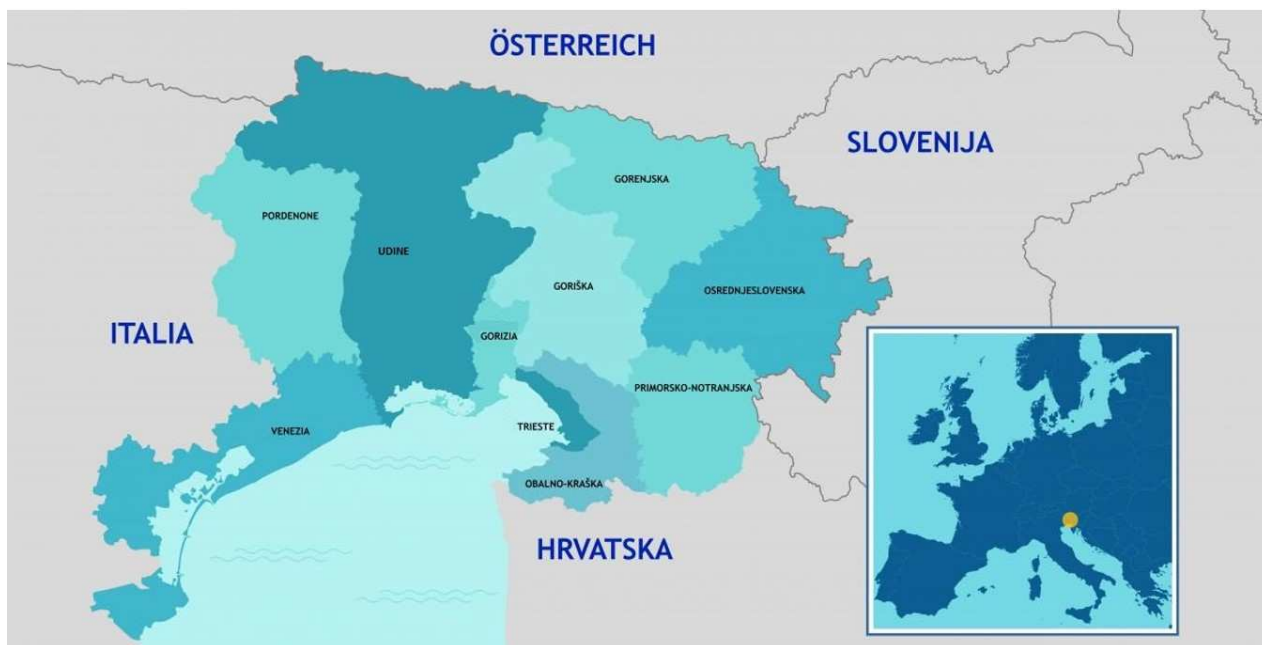 ÖSTERREICH
SLOVENIJA
GORENJSKA
PORDENONE
UDINE
GORIŠKA
OSREDNJESLOVENSKA
ITALIA
GORIZIA
PRIMORSKO-NOTRANJSKA
TRIESTE
VENEZIA
OBALNO-KRAŠKA
HRVATSKA